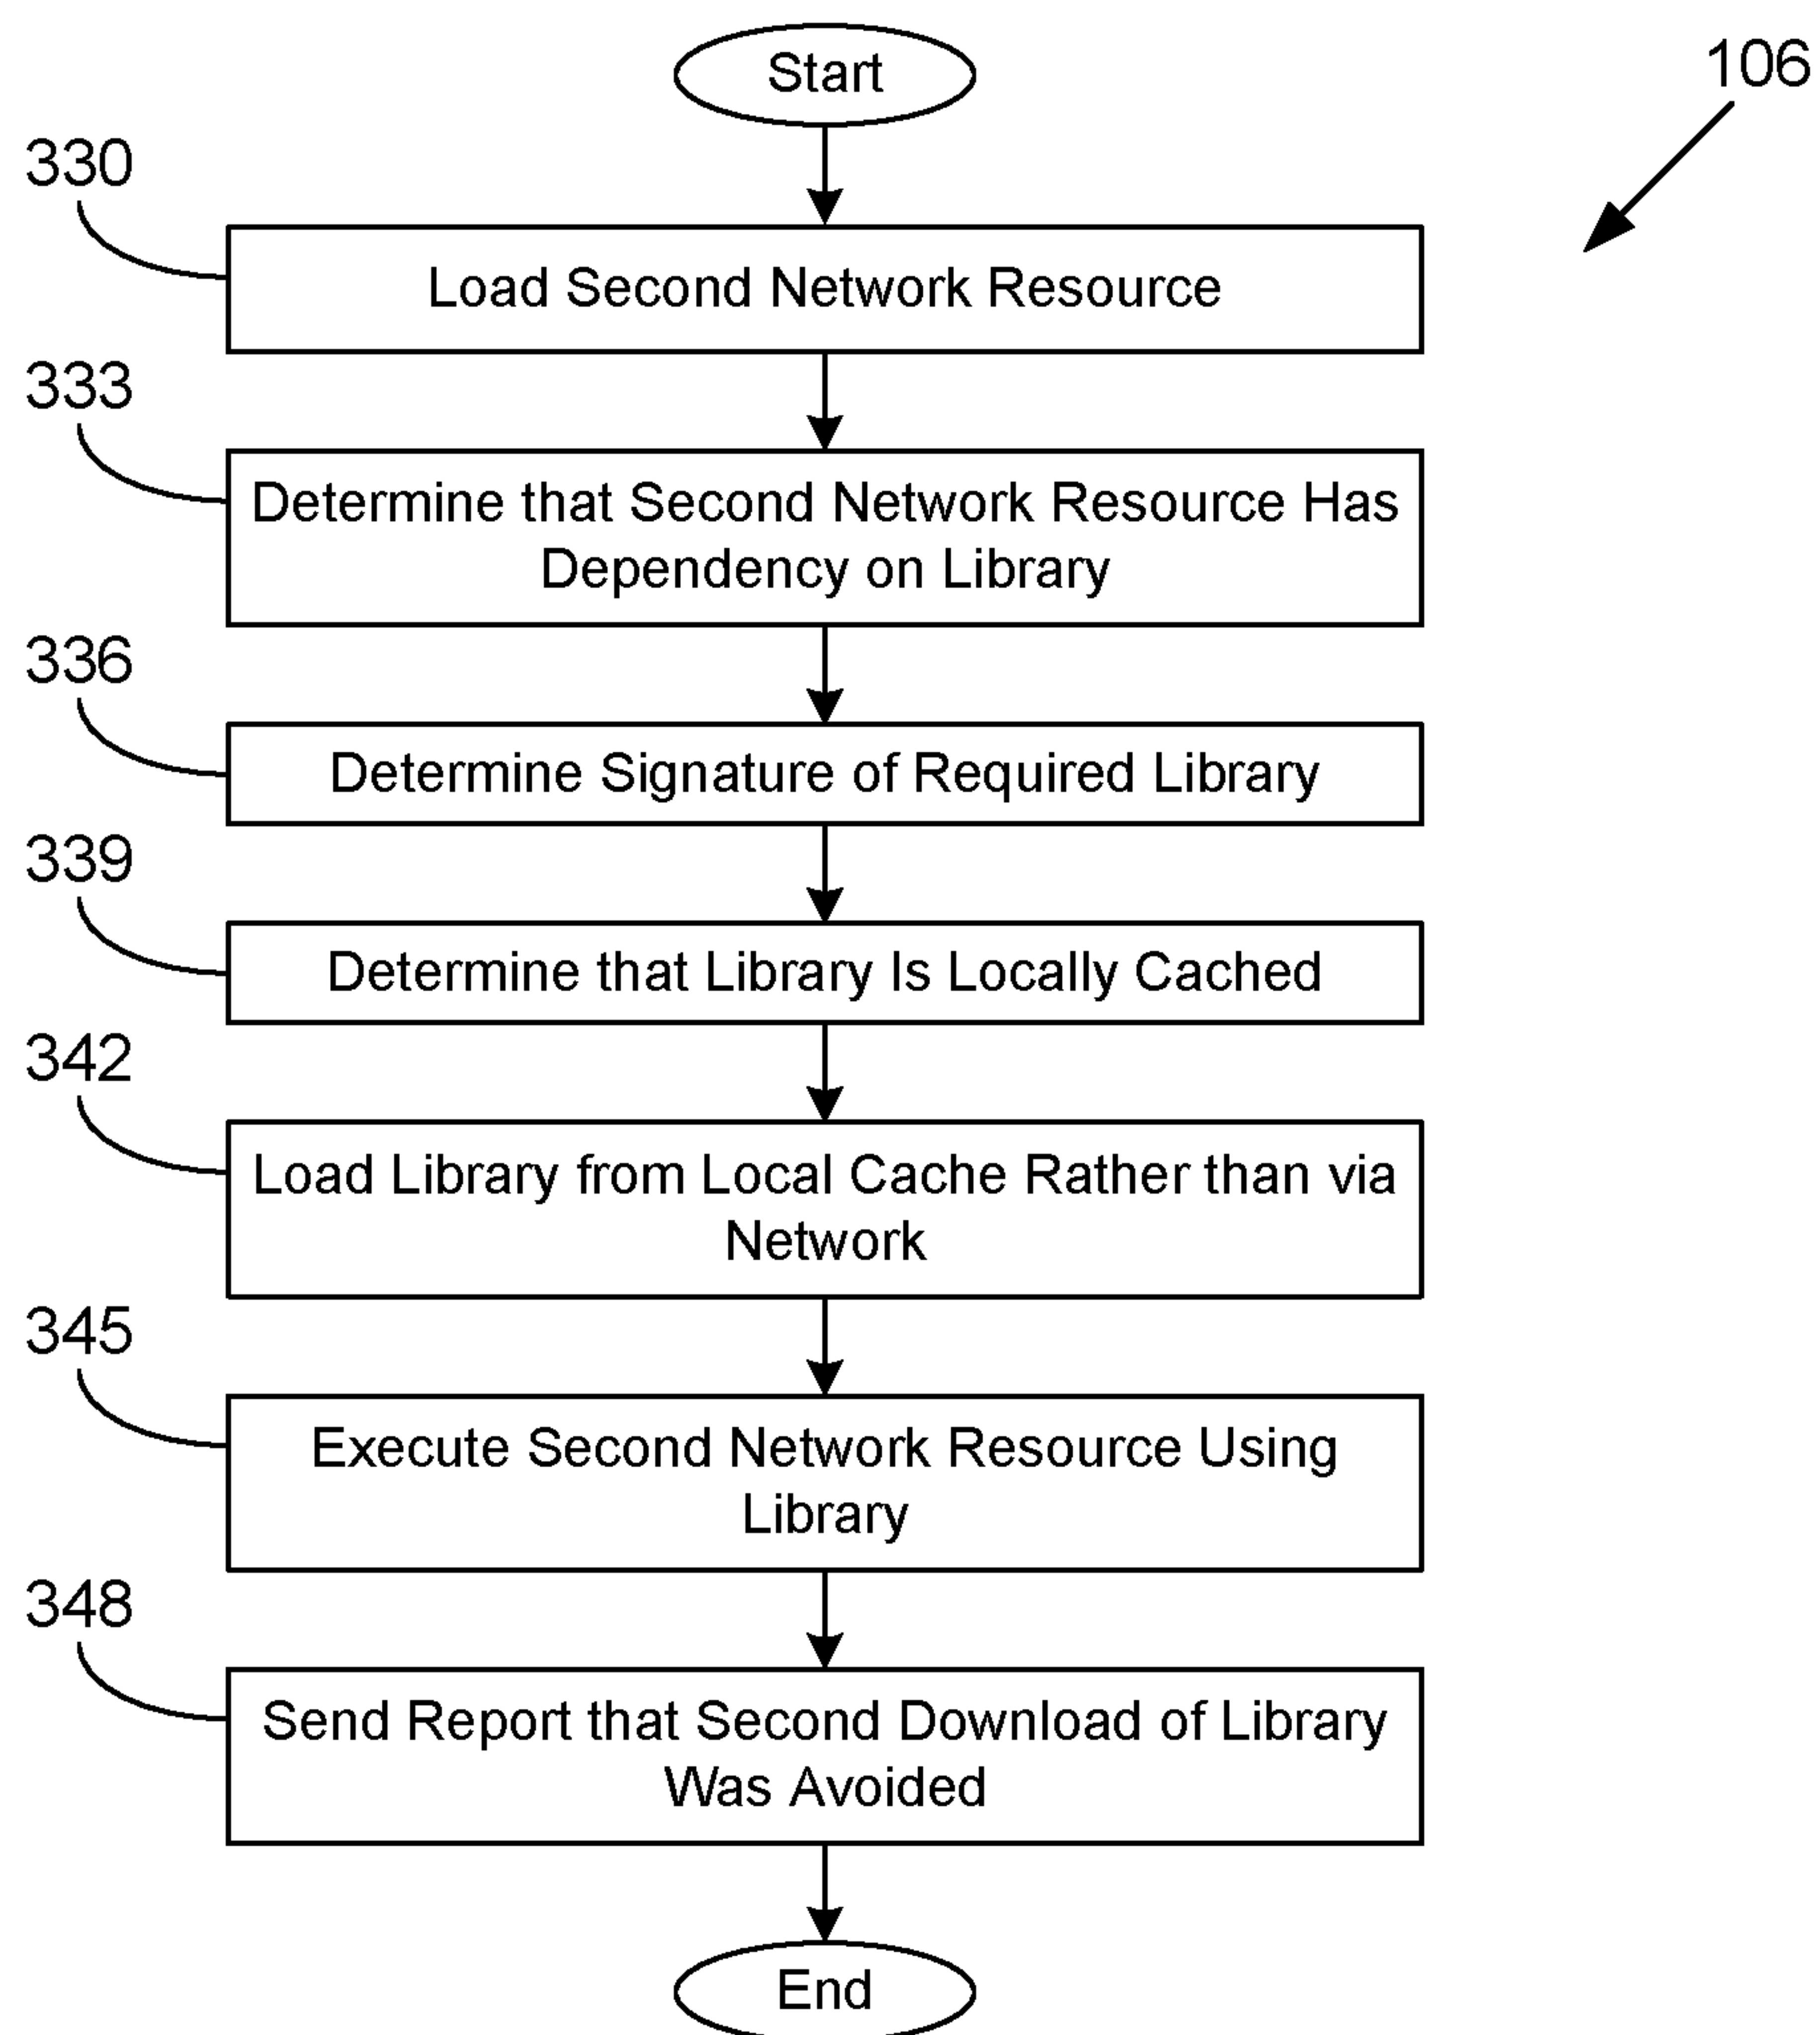 Start
106
330
Load Second Network Resource
333
Determine that Second Network Resource Has
Dependency on Library
336
Determine Signature of Required Library
339
Determine that Library Is Locally Cached
342
Load Library from Local Cache Rather than via
Network
345
Execute Second Network Resource Using
Library
348
Send Report that Second Download of Library
Was Avoided
End